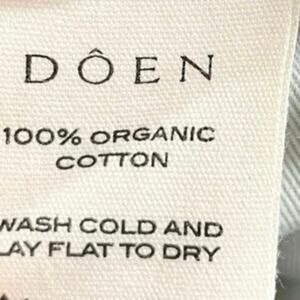 DÔEN
100% ORGANIC
COTTON
WASH COLD AND
LAY FLAT TO DRY